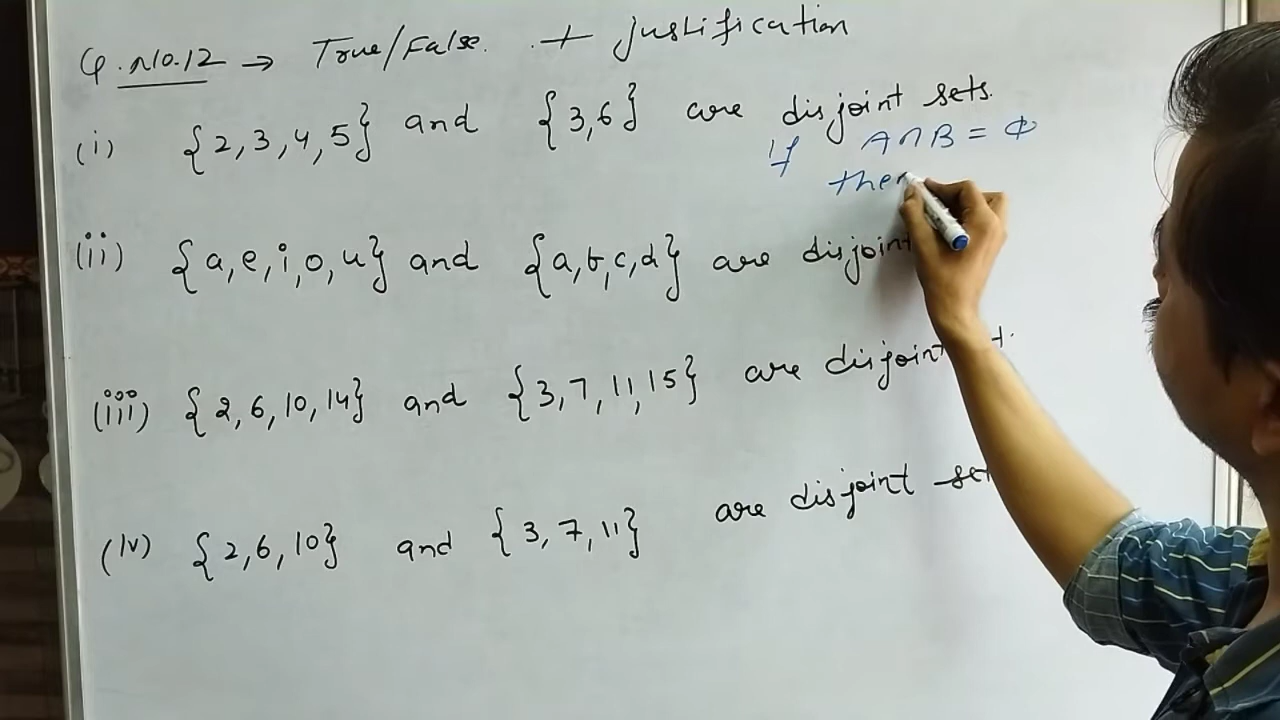 Q.no.12 → True/False. + Justification
(i) {2,3,4,5} and {3,6} are disjoint sets.
If A∩B = Φ
then
(ii) {a,e,i,o,u} and {a,b,c,d} are disjoint
(iii) {2,6,10,14} and {3,7,11,15} are disjoint
(iv) {2,6,10} and {3,7,11} are disjoint set